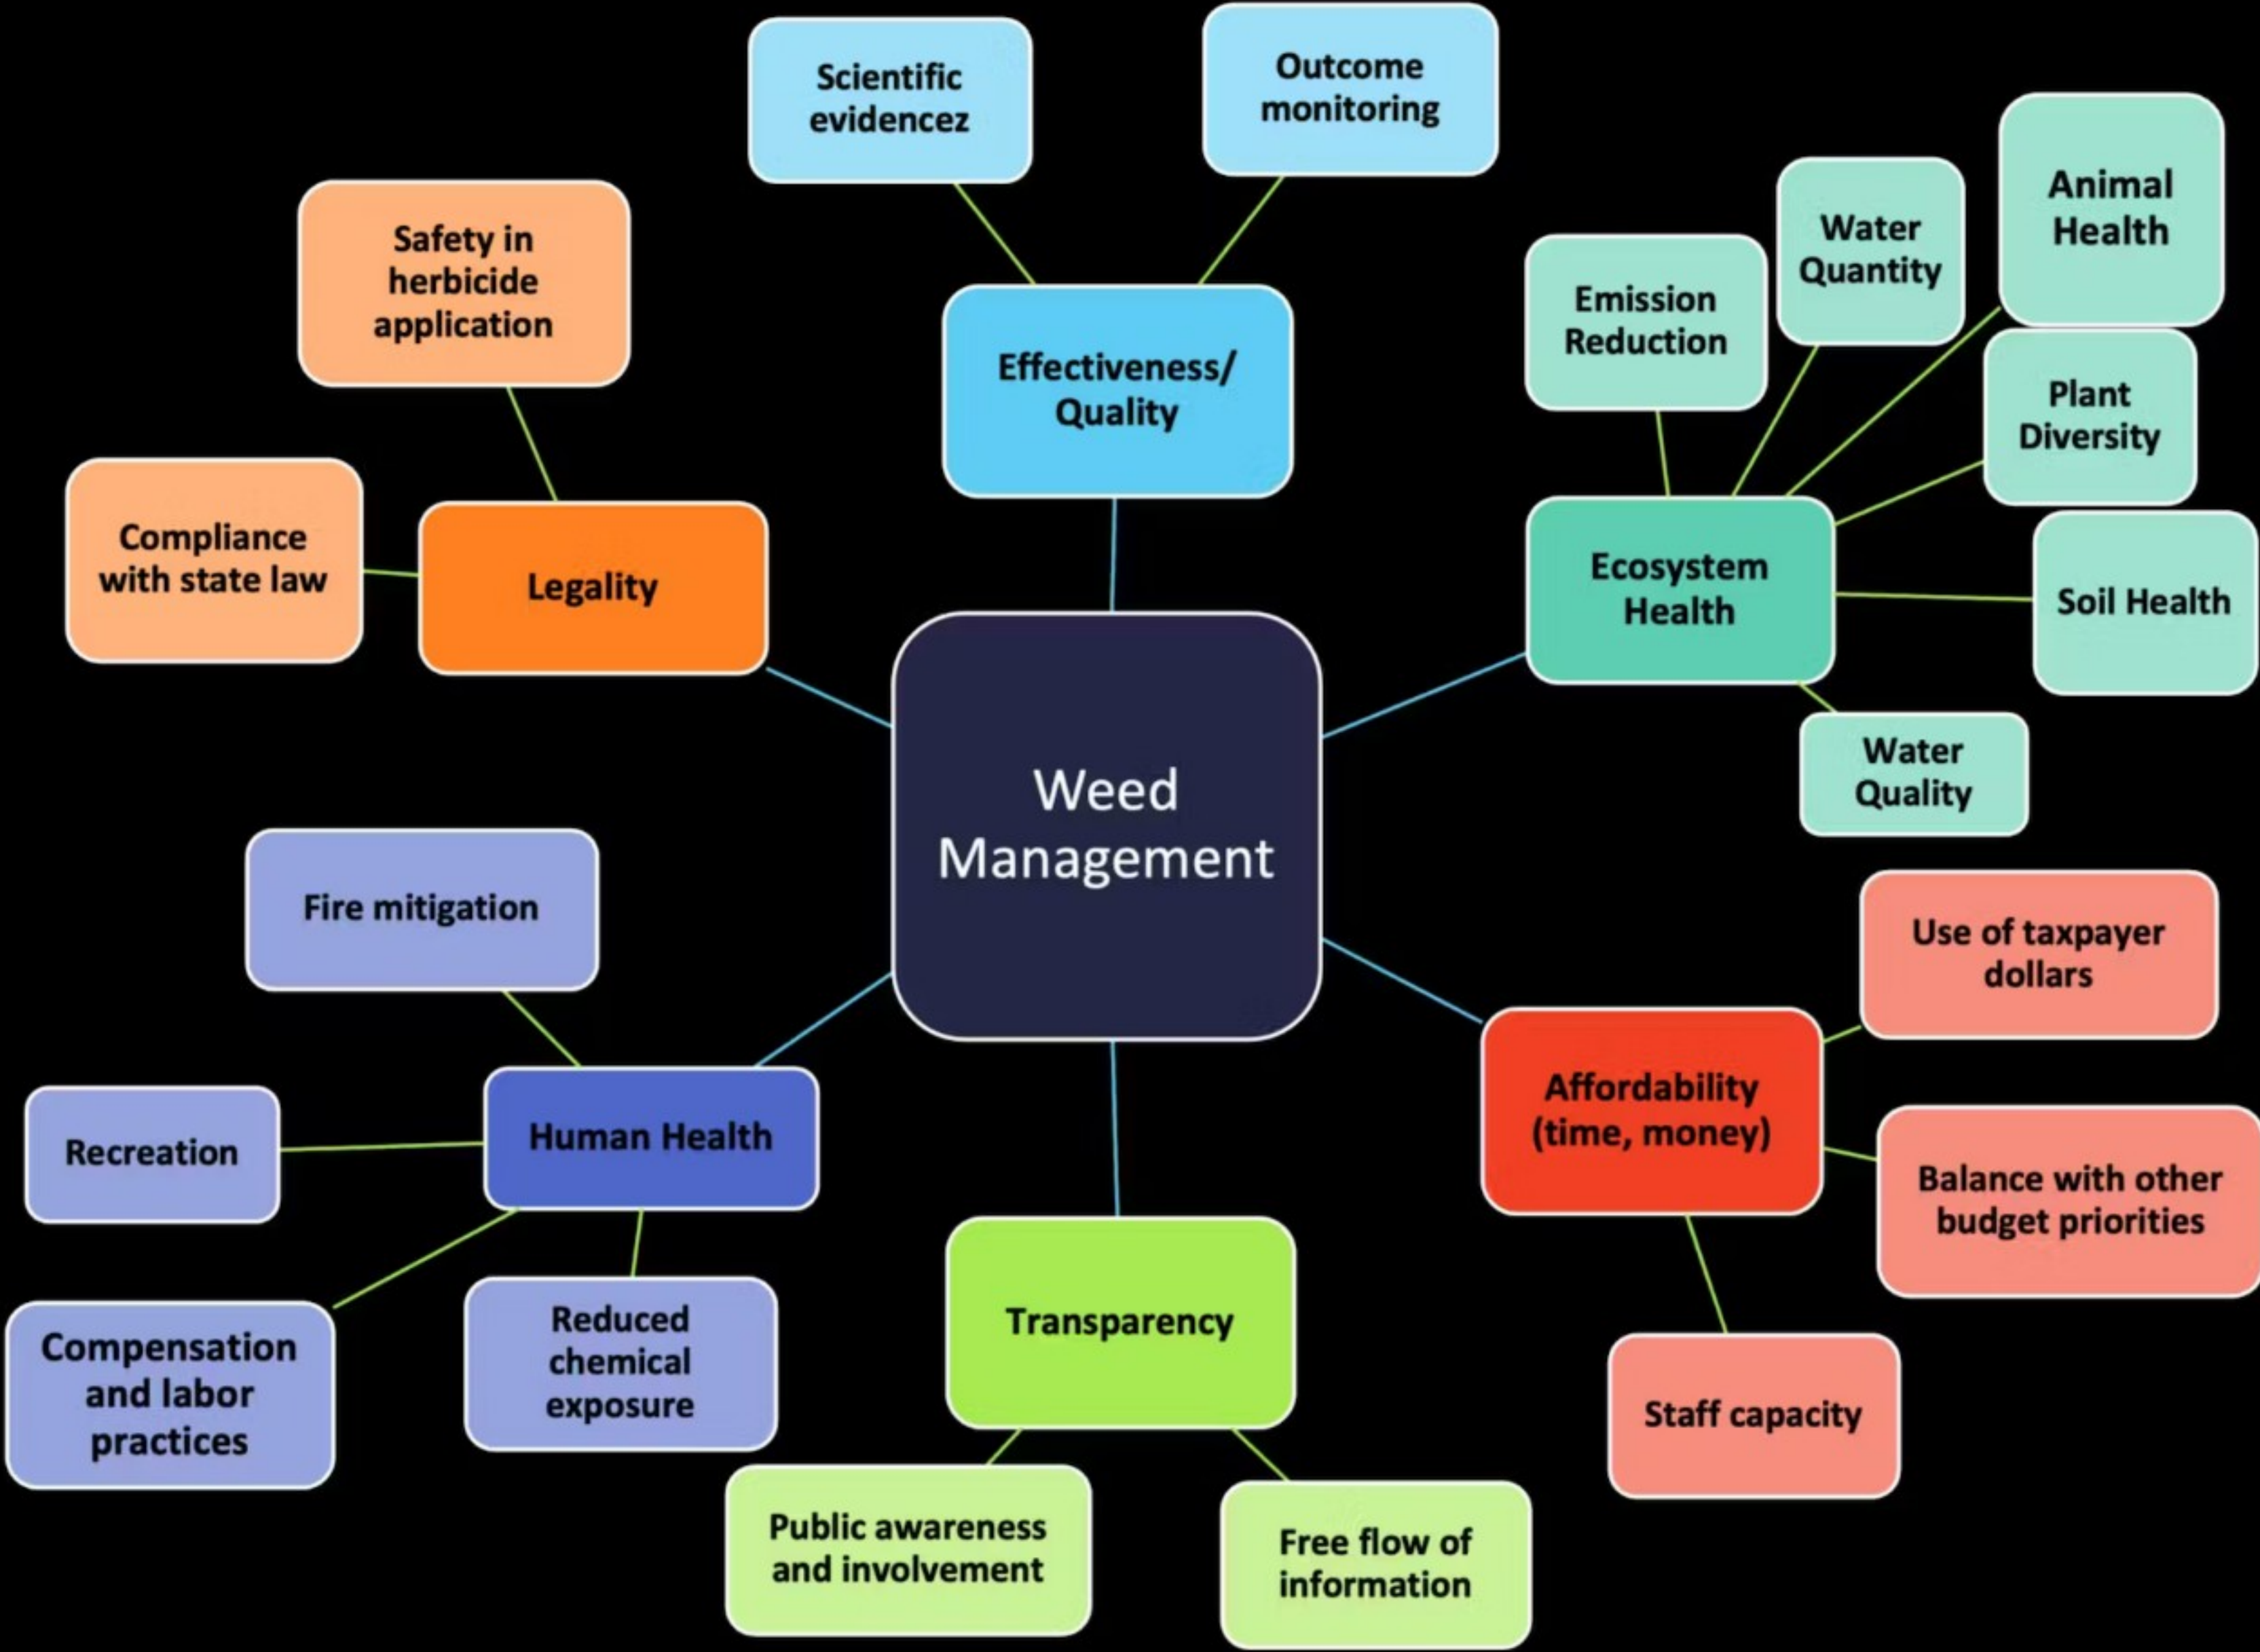 Scientific
evidencez
Outcome
monitoring
Safety in
herbicide
application
Compliance
with state law
Legality
Effectiveness/
Quality
Emission
Reduction
Water
Quantity
Animal
Health
Plant
Diversity
Ecosystem
Health
Soil Health
Water
Quality
Weed
Management
Fire mitigation
Recreation
Human Health
Compensation
and labor
practices
Reduced
chemical
exposure
Transparency
Public awareness
and involvement
Free flow of
information
Affordability
(time, money)
Use of taxpayer
dollars
Balance with other
budget priorities
Staff capacity